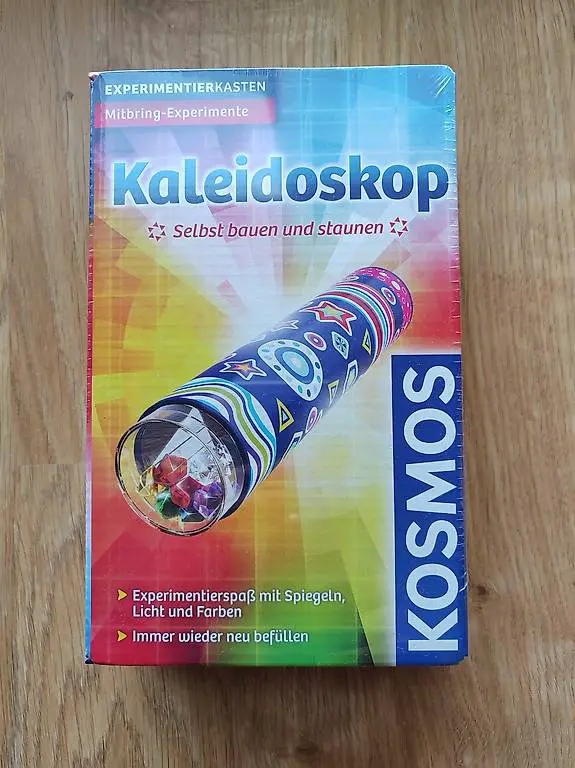 EXPERIMENTIERKASTEN
Mitbring-Experimente
Kaleidoskop
Selbst bauen und staunen
KOSMOS
Experimentierspaß mit Spiegeln,
Licht und Farben
Immer wieder neu befüllen